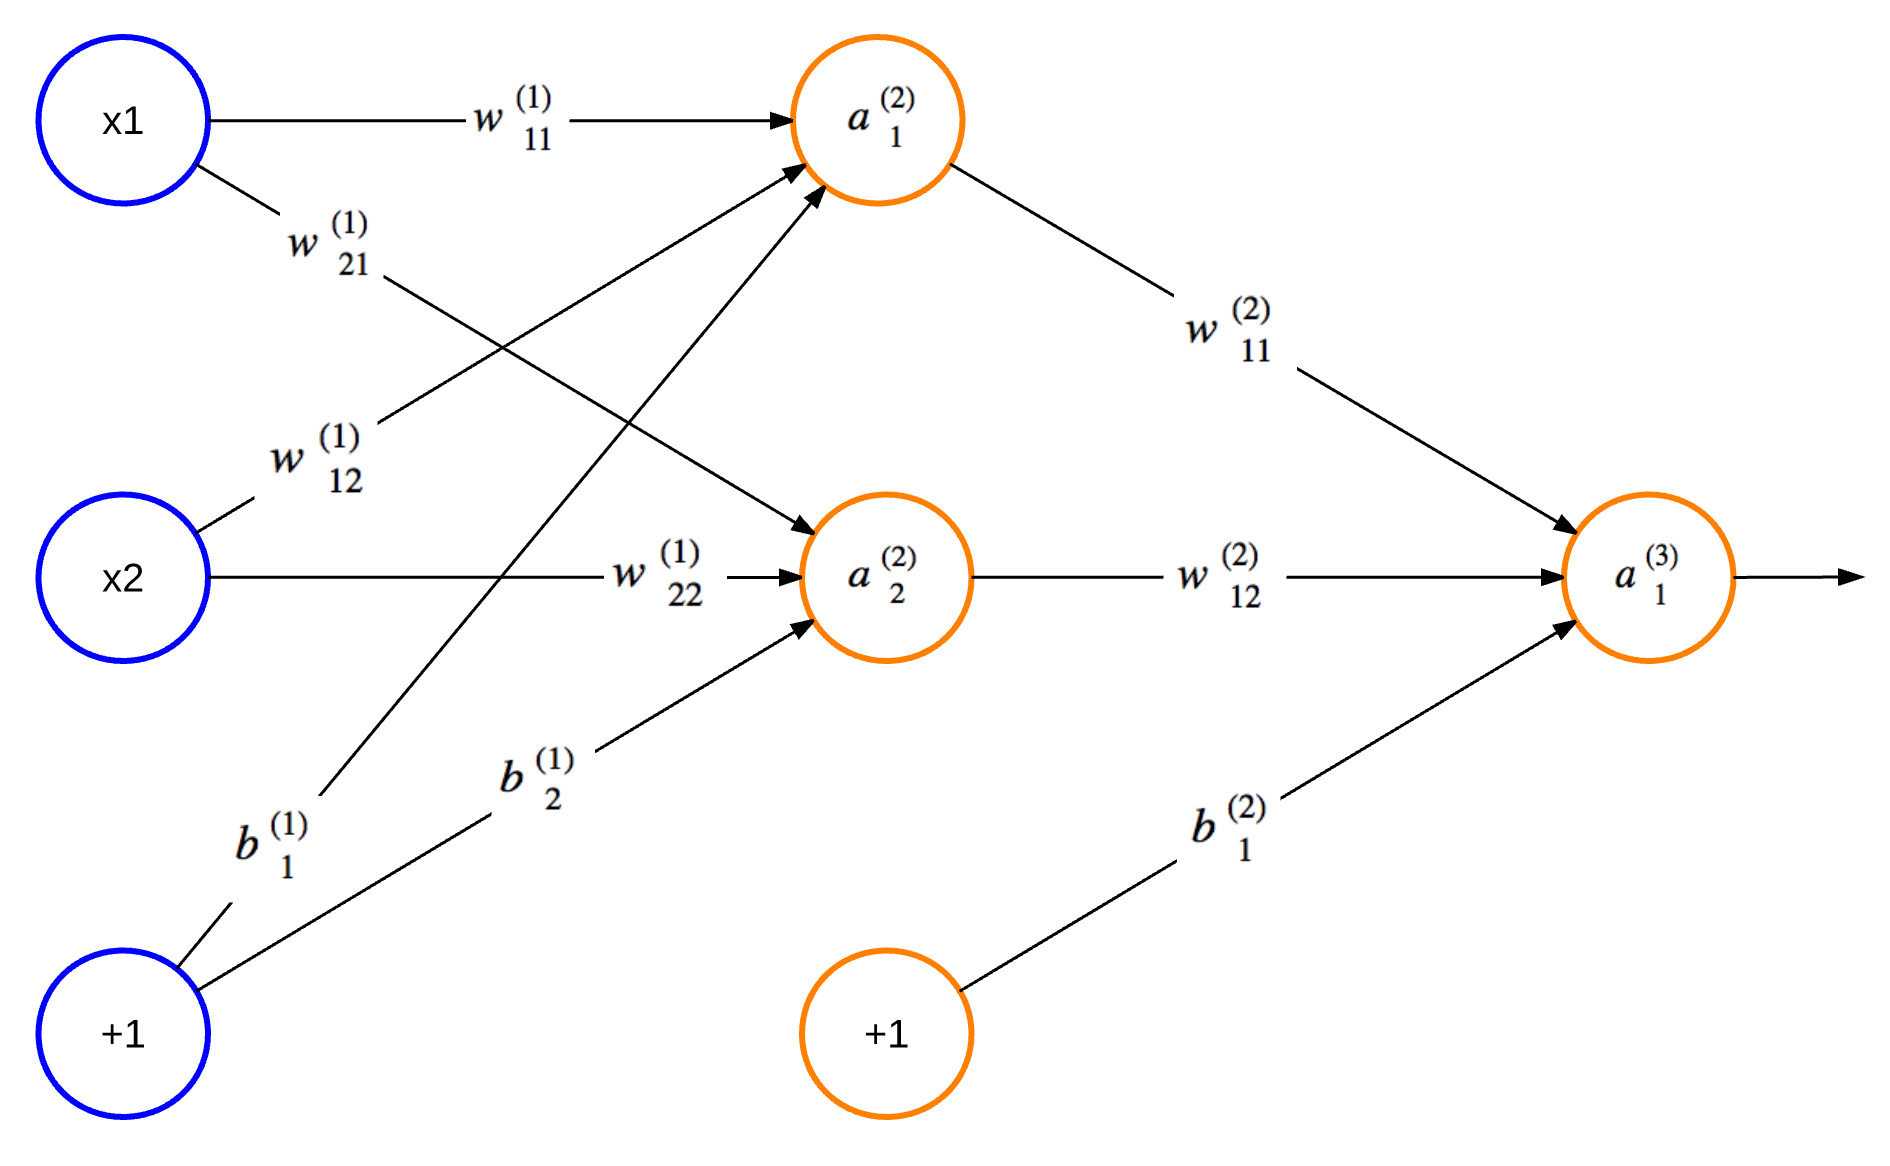 x1
w^{(1)}_{11}
a^{(2)}_{1}
w^{(1)}_{21}
w^{(2)}_{11}
w^{(1)}_{12}
x2
w^{(1)}_{22}
a^{(2)}_{2}
w^{(2)}_{12}
a^{(3)}_{1}
b^{(1)}_{2}
b^{(1)}_{1}
b^{(2)}_{1}
+1
+1